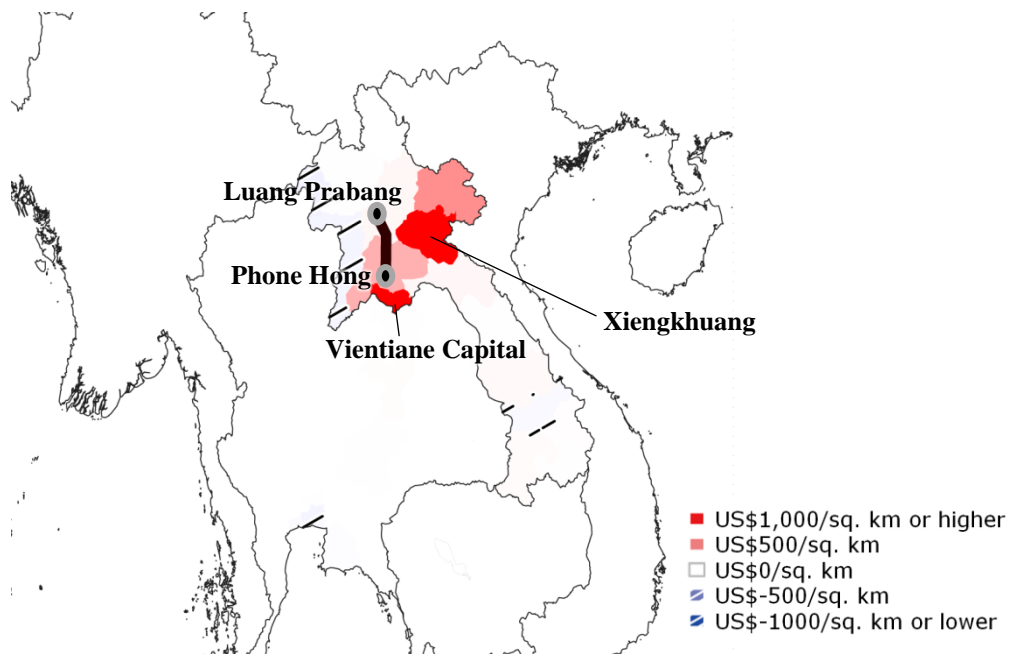 Luang Prabang
Phone Hong
Xiengkhuang
Vientiane Capital
US$1,000/sq. km or higher
US$500/sq. km
US$0/sq. km
US$-500/sq. km
US$-1000/sq. km or lower